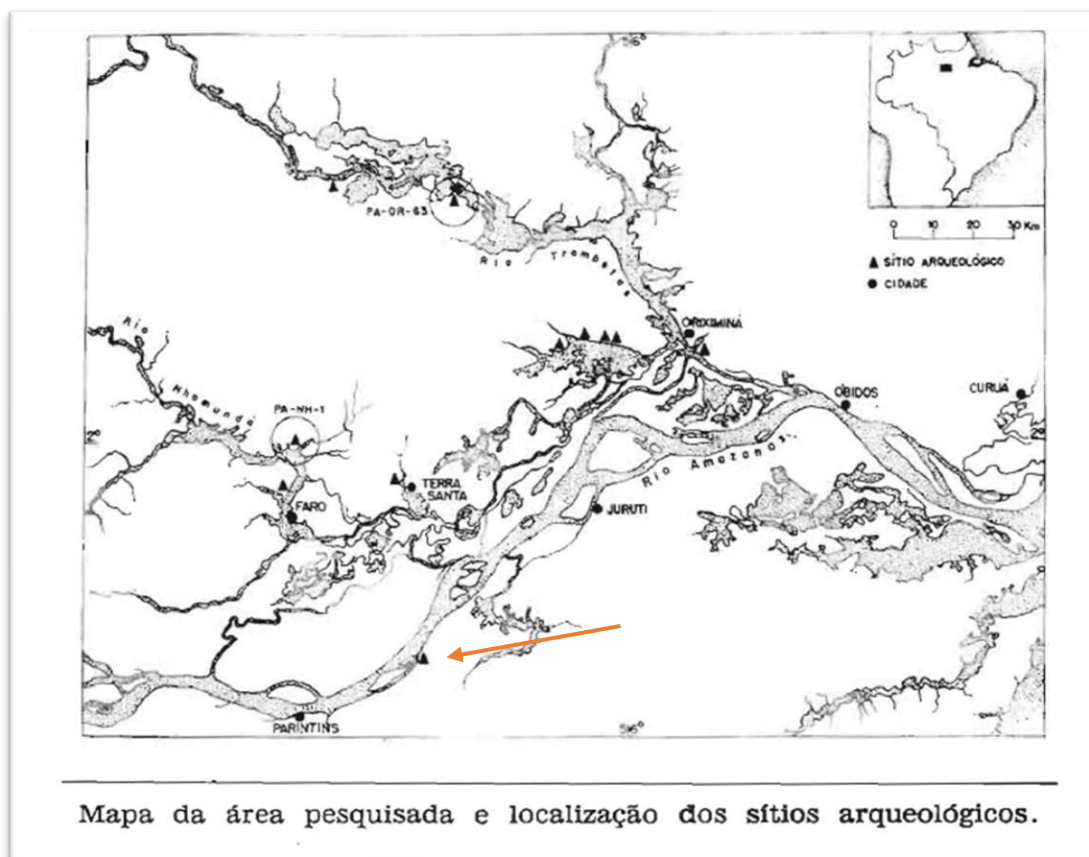 56°
0 10 20 30 Km
▲ SÍTIO ARQUEOLÓGICO
● CIDADE
PA-OR-63
Rio Trombetas
ORIXIMINÁ
Rio Nhamundá
PA-NH-1
2°
ÓBIDOS
CURUÁ
Rio Amazonas
TERRA SANTA
FARO
JURUTI
PARINTINS
56°
Mapa da área pesquisada e localização dos sítios arqueológicos.